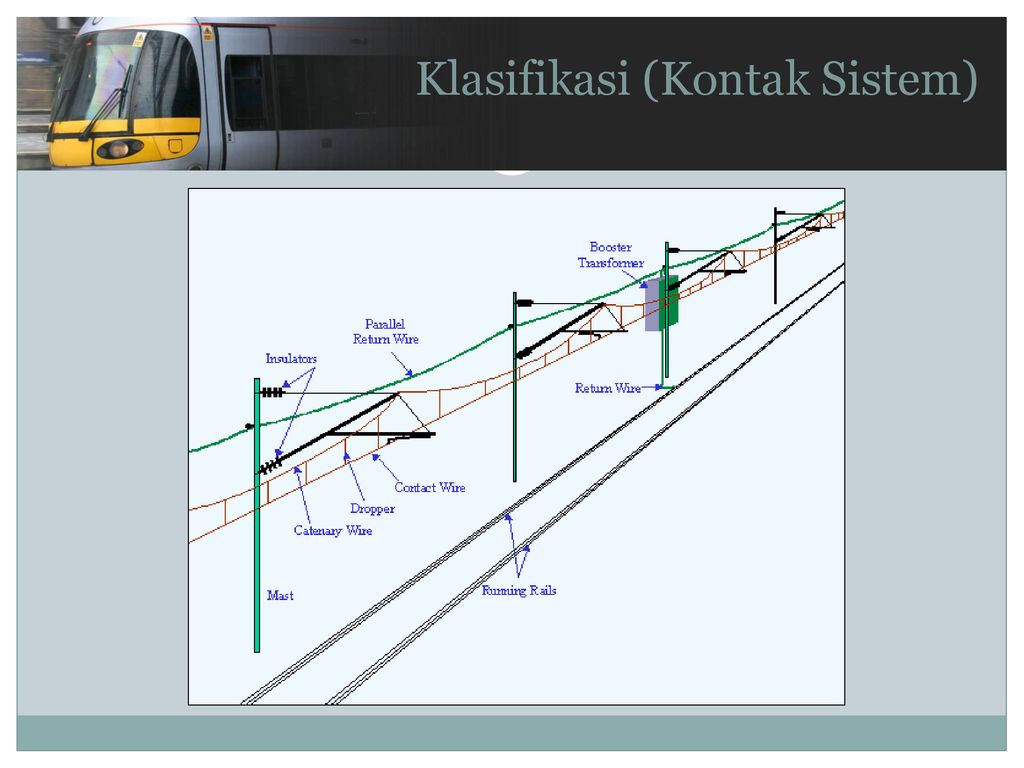 Klasifikasi (Kontak Sistem)
Booster
Transformer
Parallel
Return Wire
Insulators
Return Wire
Contact Wire
Dropper
Catenary Wire
Mast
Running Rails